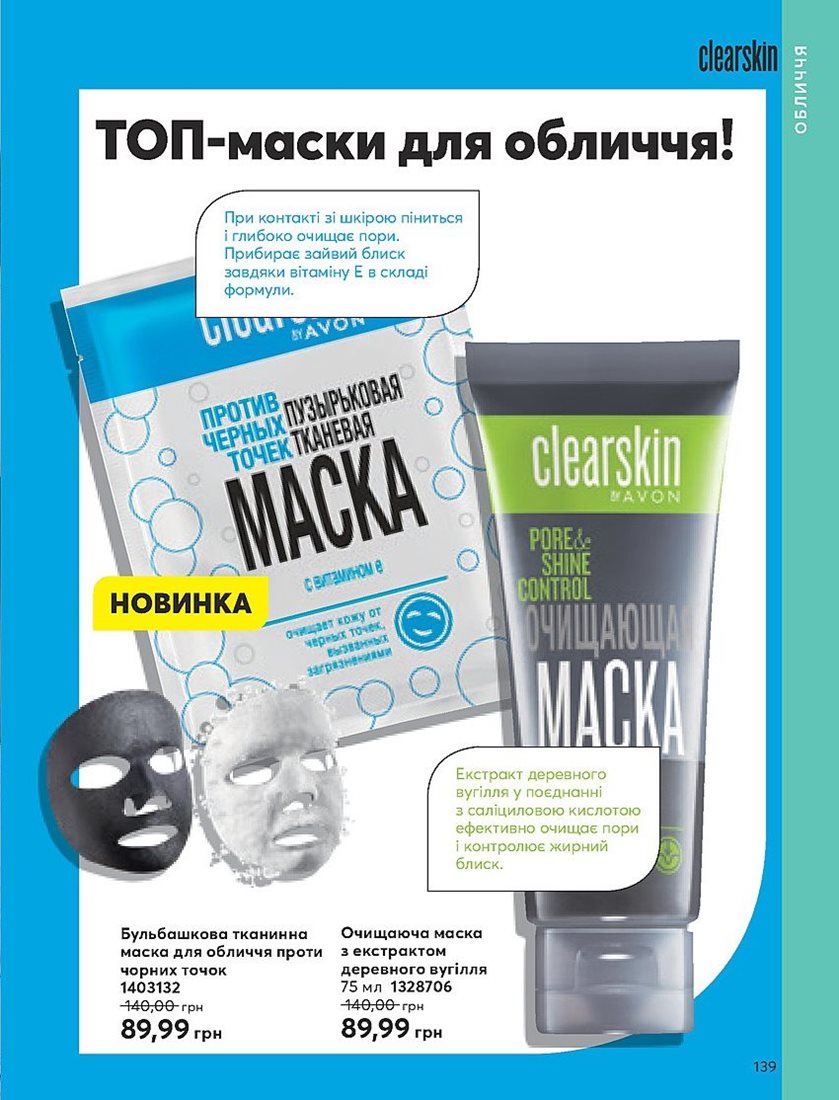 clearskin
ОБЛИЧЧЯ
ТОП-маски для обличчя!
При контакті зі шкірою піниться
і глибоко очищає пори.
Прибирає зайвий блиск
завдяки вітаміну Е в складі
формули.
clearskin
BY AVON
ПРОТИВ
ЧЕРНЫХ
ТОЧЕК
ПУЗЫРЬКОВАЯ
ТКАНЕВАЯ
МАСКА
с витамином е
очищает кожу от
черных точек,
вызванных
загрязнениями
НОВИНКА
clearskin
BY AVON
PORE &
SHINE
CONTROL
ОЧИЩАЮЩАЯ
МАСКА
Екстракт деревного
вугілля у поєднанні
з саліциловою кислотою
ефективно очищає пори
і контролює жирний
блиск.
Бульбашкова тканинна
маска для обличчя проти
чорних точок
1403132
140,00 грн
89,99 грн
Очищаюча маска
з екстрактом
деревного вугілля
75 мл 1328706
140,00 грн
89,99 грн
139